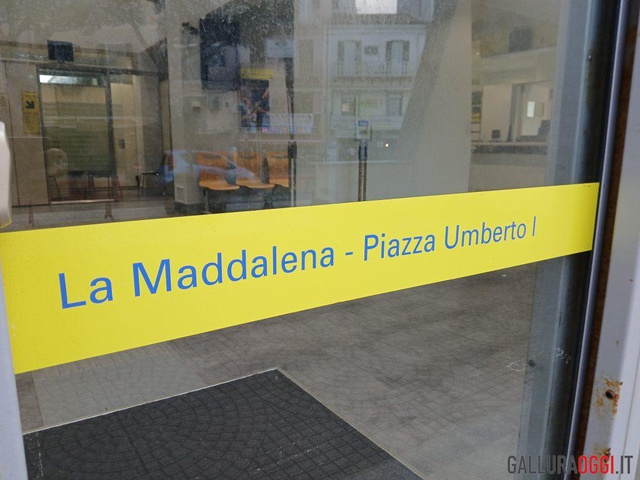 La Maddalena - Piazza Umberto I
GALLURAOGGI.IT